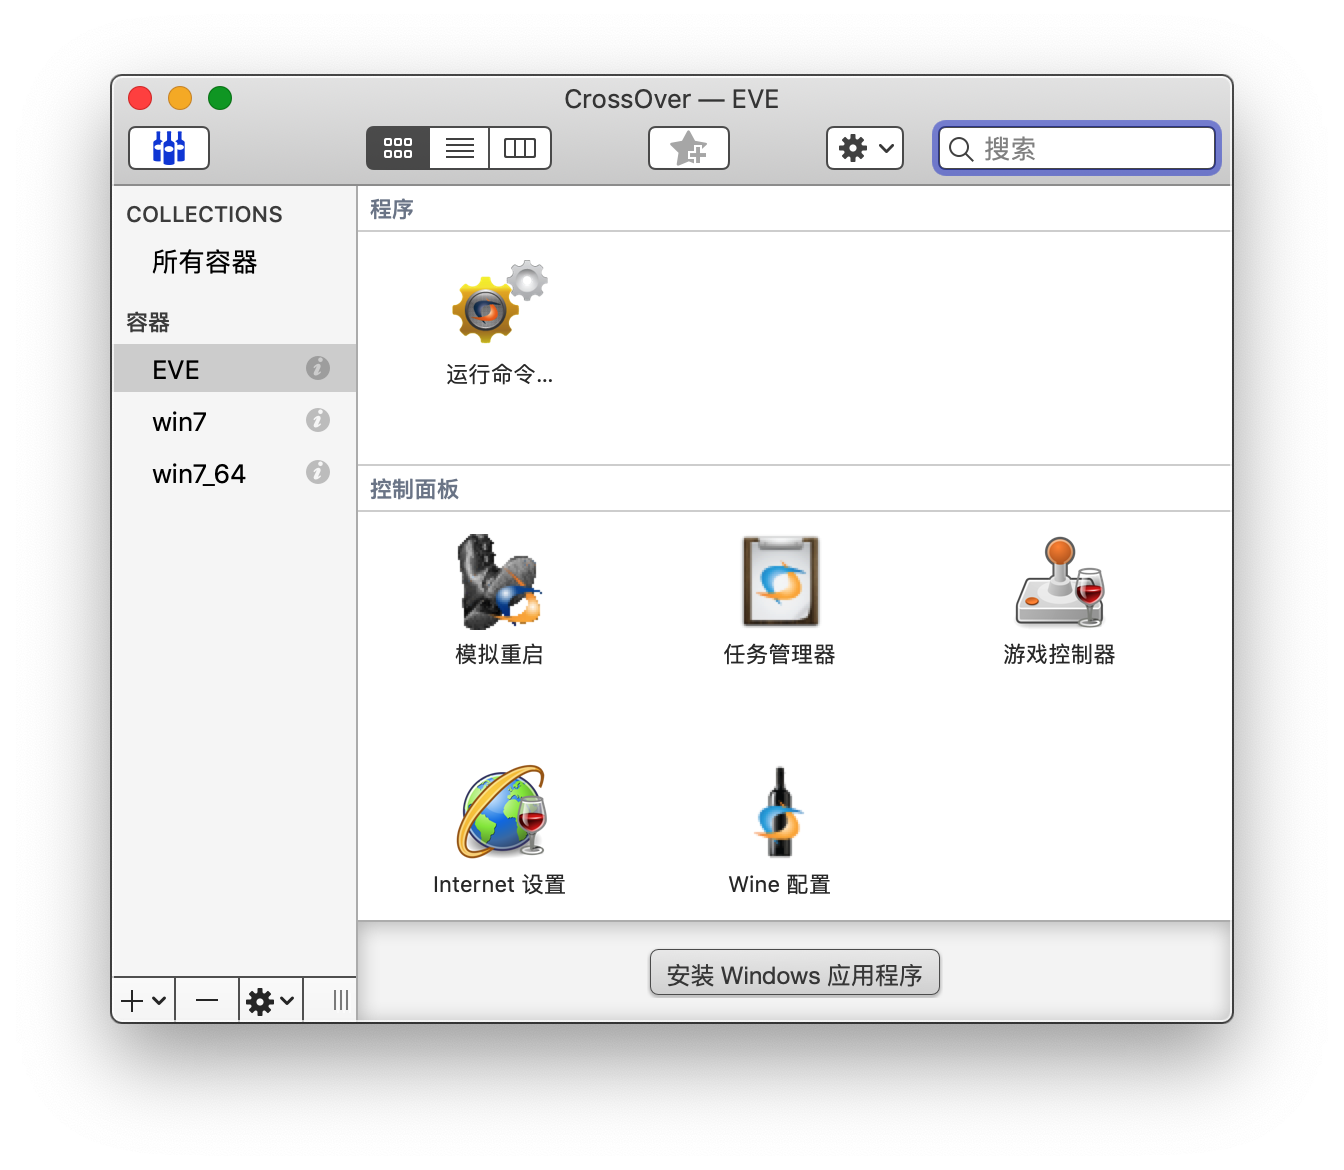 CrossOver — EVE
搜索
COLLECTIONS
所有容器
容器
EVE
win7
win7_64
程序
运行命令...
控制面板
模拟重启
任务管理器
游戏控制器
Internet 设置
Wine 配置
安装 Windows 应用程序